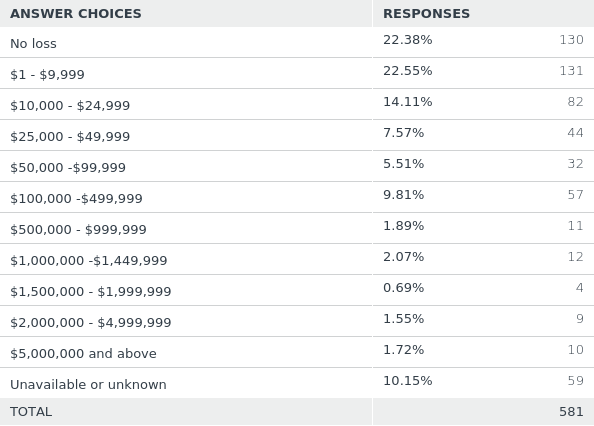 ANSWER CHOICES RESPONSES
No loss 22.38% 130
$1 - $9,999 22.55% 131
$10,000 - $24,999 14.11% 82
$25,000 - $49,999 7.57% 44
$50,000 -$99,999 5.51% 32
$100,000 -$499,999 9.81% 57
$500,000 - $999,999 1.89% 11
$1,000,000 -$1,449,999 2.07% 12
$1,500,000 - $1,999,999 0.69% 4
$2,000,000 - $4,999,999 1.55% 9
$5,000,000 and above 1.72% 10
Unavailable or unknown 10.15% 59
TOTAL 581